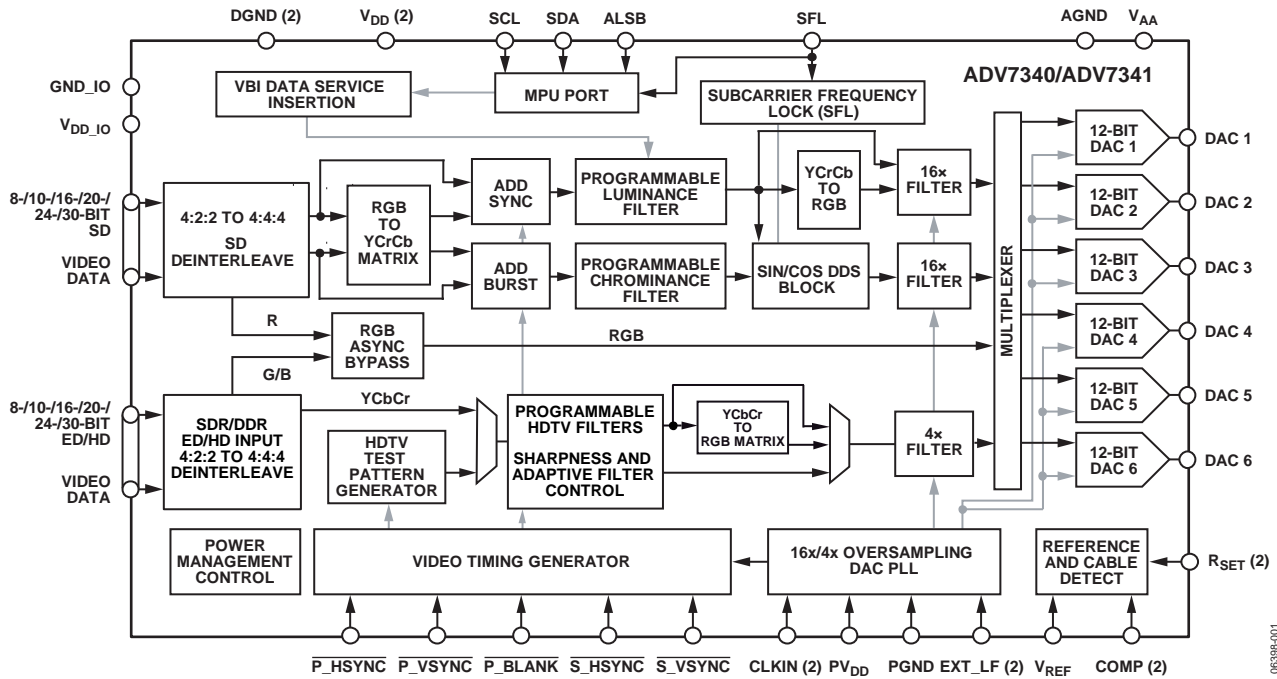 DGND (2)
VDD (2)
SCL
SDA
ALSB
SFL
AGND
VAA
GND_IO
VDD_IO
ADV7340/ADV7341
VBI DATA SERVICE
INSERTION
MPU PORT
SUBCARRIER FREQUENCY
LOCK (SFL)
8-/10-/16-/20-/
24-/30-BIT
SD
VIDEO
DATA
4:2:2 TO 4:4:4
SD
DEINTERLEAVE
RGB
TO
YCrCb
MATRIX
ADD
SYNC
ADD
BURST
PROGRAMMABLE
LUMINANCE
FILTER
PROGRAMMABLE
CHROMINANCE
FILTER
YCrCb
TO
RGB
SIN/COS DDS
BLOCK
16×
FILTER
16×
FILTER
MULTIPLEXER
12-BIT
DAC 1
DAC 1
12-BIT
DAC 2
DAC 2
12-BIT
DAC 3
DAC 3
12-BIT
DAC 4
DAC 4
12-BIT
DAC 5
DAC 5
12-BIT
DAC 6
DAC 6
R
G/B
RGB
ASYNC
BYPASS
RGB
8-/10-/16-/20-/
24-/30-BIT
ED/HD
VIDEO
DATA
SDR/DDR
ED/HD INPUT
4:2:2 TO 4:4:4
DEINTERLEAVE
YCbCr
HDTV
TEST
PATTERN
GENERATOR
PROGRAMMABLE
HDTV FILTERS
SHARPNESS AND
ADAPTIVE FILTER
CONTROL
YCbCr
TO
RGB MATRIX
4×
FILTER
POWER
MANAGEMENT
CONTROL
VIDEO TIMING GENERATOR
16x/4x OVERSAMPLING
DAC PLL
REFERENCE
AND CABLE
DETECT
RSET (2)
P_HSYNC
P_VSYNC
P_BLANK
S_HSYNC
S_VSYNC
CLKIN (2)
PVDD
PGND
EXT_LF (2)
VREF
COMP (2)
06398-001